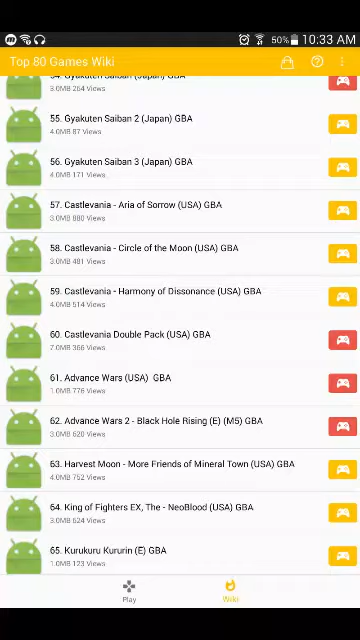 50% 10:33 AM
Top 80 Games Wiki
54. Gyakuten Saiban (Japan) GBA
3.0MB 264 Views
55. Gyakuten Saiban 2 (Japan) GBA
4.0MB 87 Views
56. Gyakuten Saiban 3 (Japan) GBA
4.0MB 171 Views
57. Castlevania - Aria of Sorrow (USA) GBA
3.0MB 880 Views
58. Castlevania - Circle of the Moon (USA) GBA
3.0MB 481 Views
59. Castlevania - Harmony of Dissonance (USA) GBA
4.0MB 514 Views
60. Castlevania Double Pack (USA) GBA
7.0MB 366 Views
61. Advance Wars (USA) GBA
1.0MB 776 Views
62. Advance Wars 2 - Black Hole Rising (E) (M5) GBA
3.0MB 620 Views
63. Harvest Moon - More Friends of Mineral Town (USA) GBA
4.0MB 752 Views
64. King of Fighters EX, The - NeoBlood (USA) GBA
3.0MB 624 Views
65. Kurukuru Kururin (E) GBA
1.0MB 123 Views
Play
Wiki